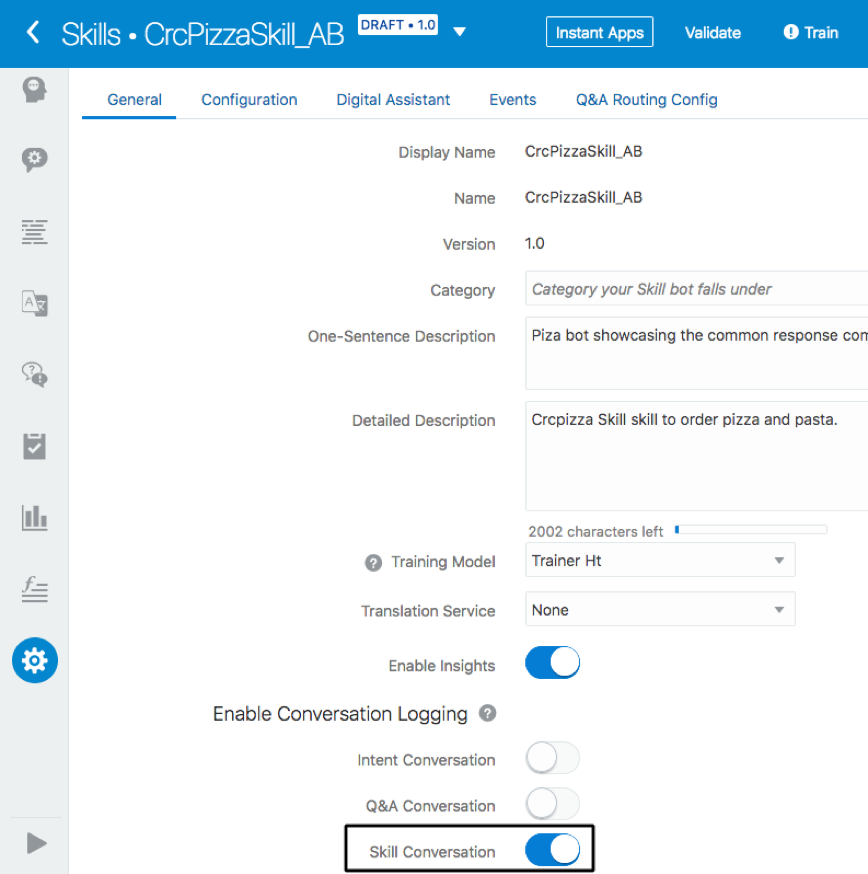 Skills • CrcPizzaSkill_AB DRAFT • 1.0 Instant Apps Validate Train
General Configuration Digital Assistant Events Q&A Routing Config
Display Name CrcPizzaSkill_AB
Name CrcPizzaSkill_AB
Version 1.0
Category Category your Skill bot falls under
One-Sentence Description Piza bot showcasing the common response com
Detailed Description Crcpizza Skill skill to order pizza and pasta.
2002 characters left
Training Model Trainer Ht
Translation Service None
Enable Insights
Enable Conversation Logging
Intent Conversation
Q&A Conversation
Skill Conversation